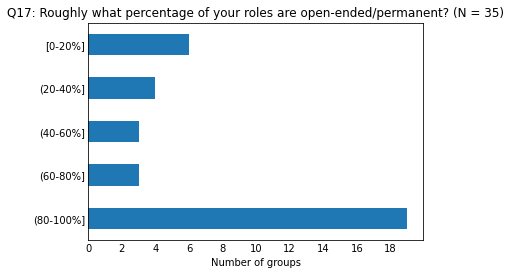 Q17: Roughly what percentage of your roles are open-ended/permanent? (N = 35)
[0-20%]
(20-40%]
(40-60%]
(60-80%]
(80-100%]
0 2 4 6 8 10 12 14 16 18
Number of groups